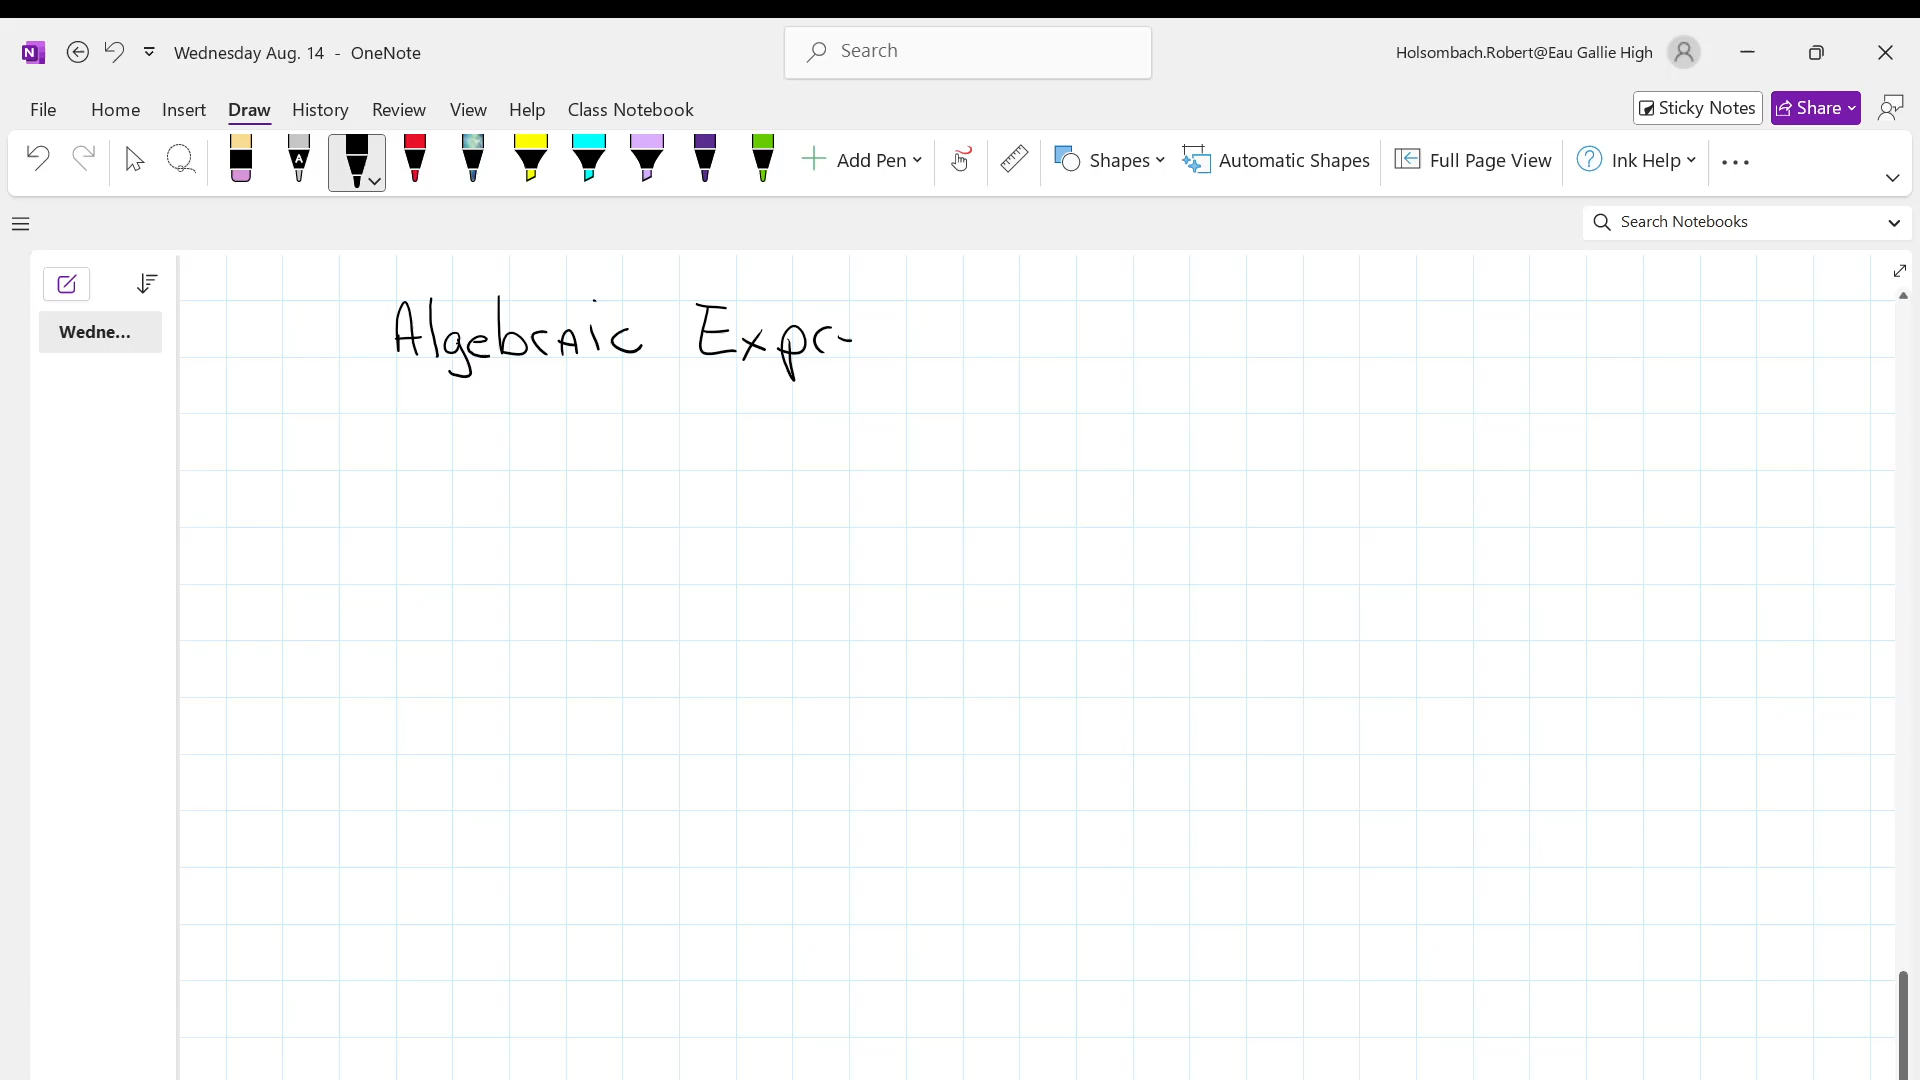 Wednesday Aug. 14 - OneNote
Search
Holsombach.Robert@Eau Gallie High
File Home Insert Draw History Review View Help Class Notebook
Sticky Notes Share
A
Add Pen Shapes Automatic Shapes Full Page View Ink Help
Search Notebooks
Wedne...
Algebraic Expr-